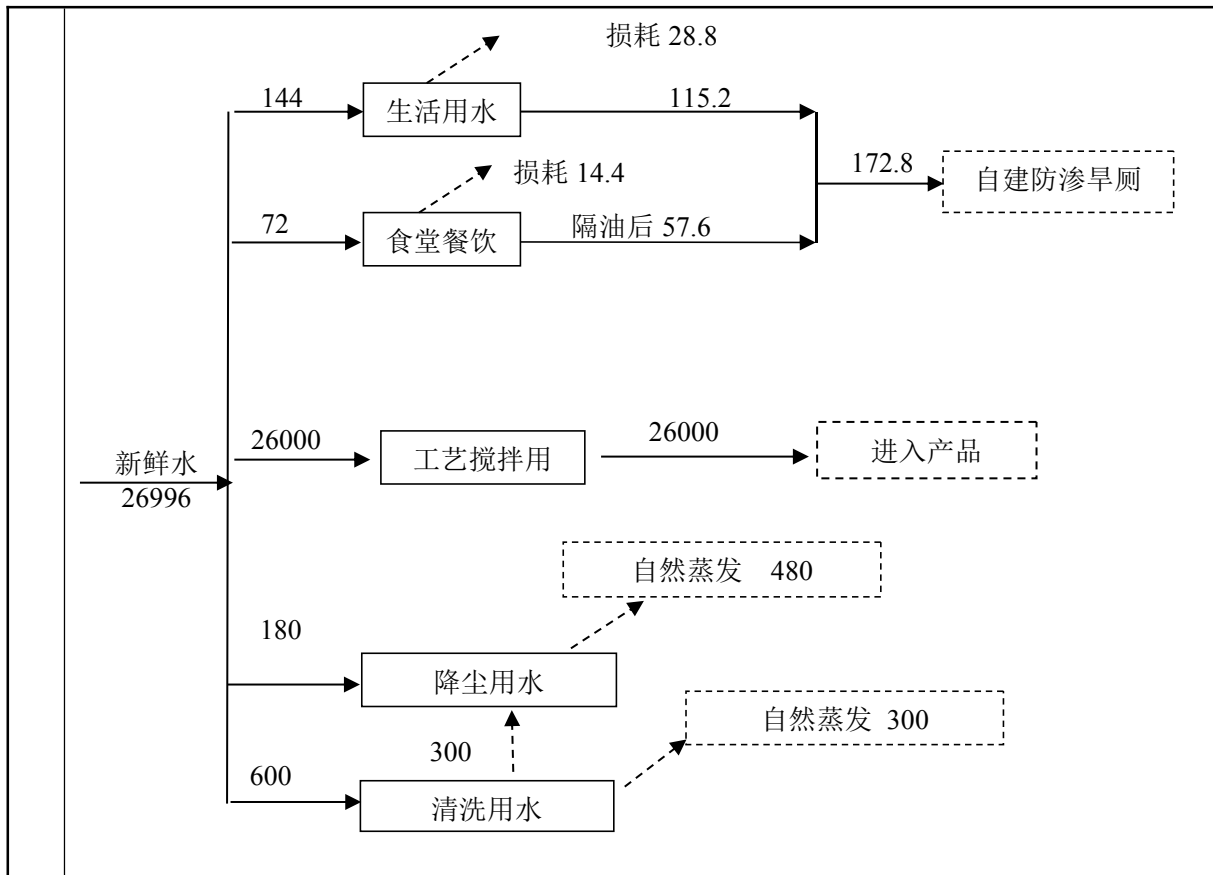 损耗 28.8
144
生活用水
115.2
172.8
自建防渗旱厕
损耗 14.4
72
食堂餐饮
隔油后 57.6
新鲜水
26996
26000
工艺搅拌用
26000
进入产品
自然蒸发 480
180
降尘用水
自然蒸发 300
300
600
清洗用水